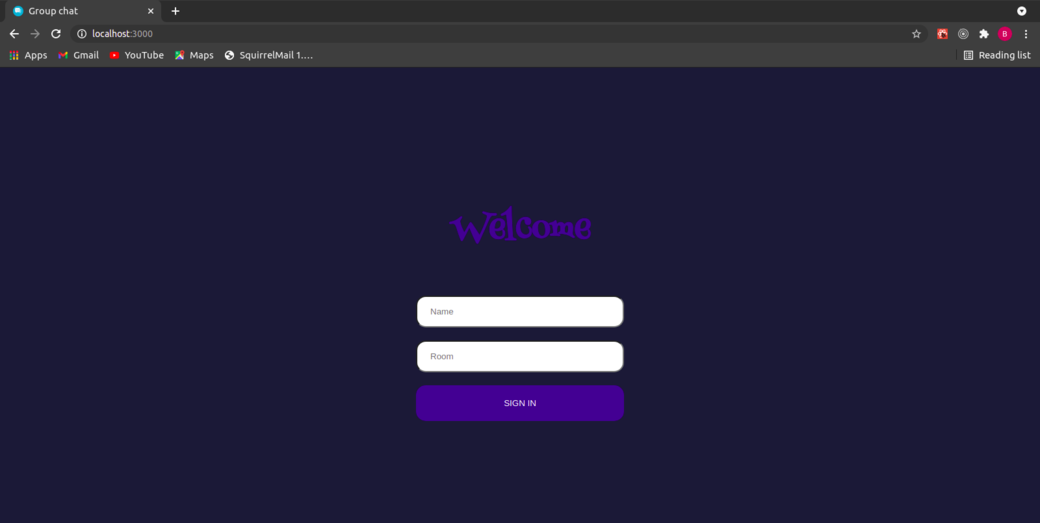 Group chat
localhost:3000
B
Apps Gmail YouTube Maps SquirrelMail 1.... Reading list
Welcome
Name
Room
SIGN IN